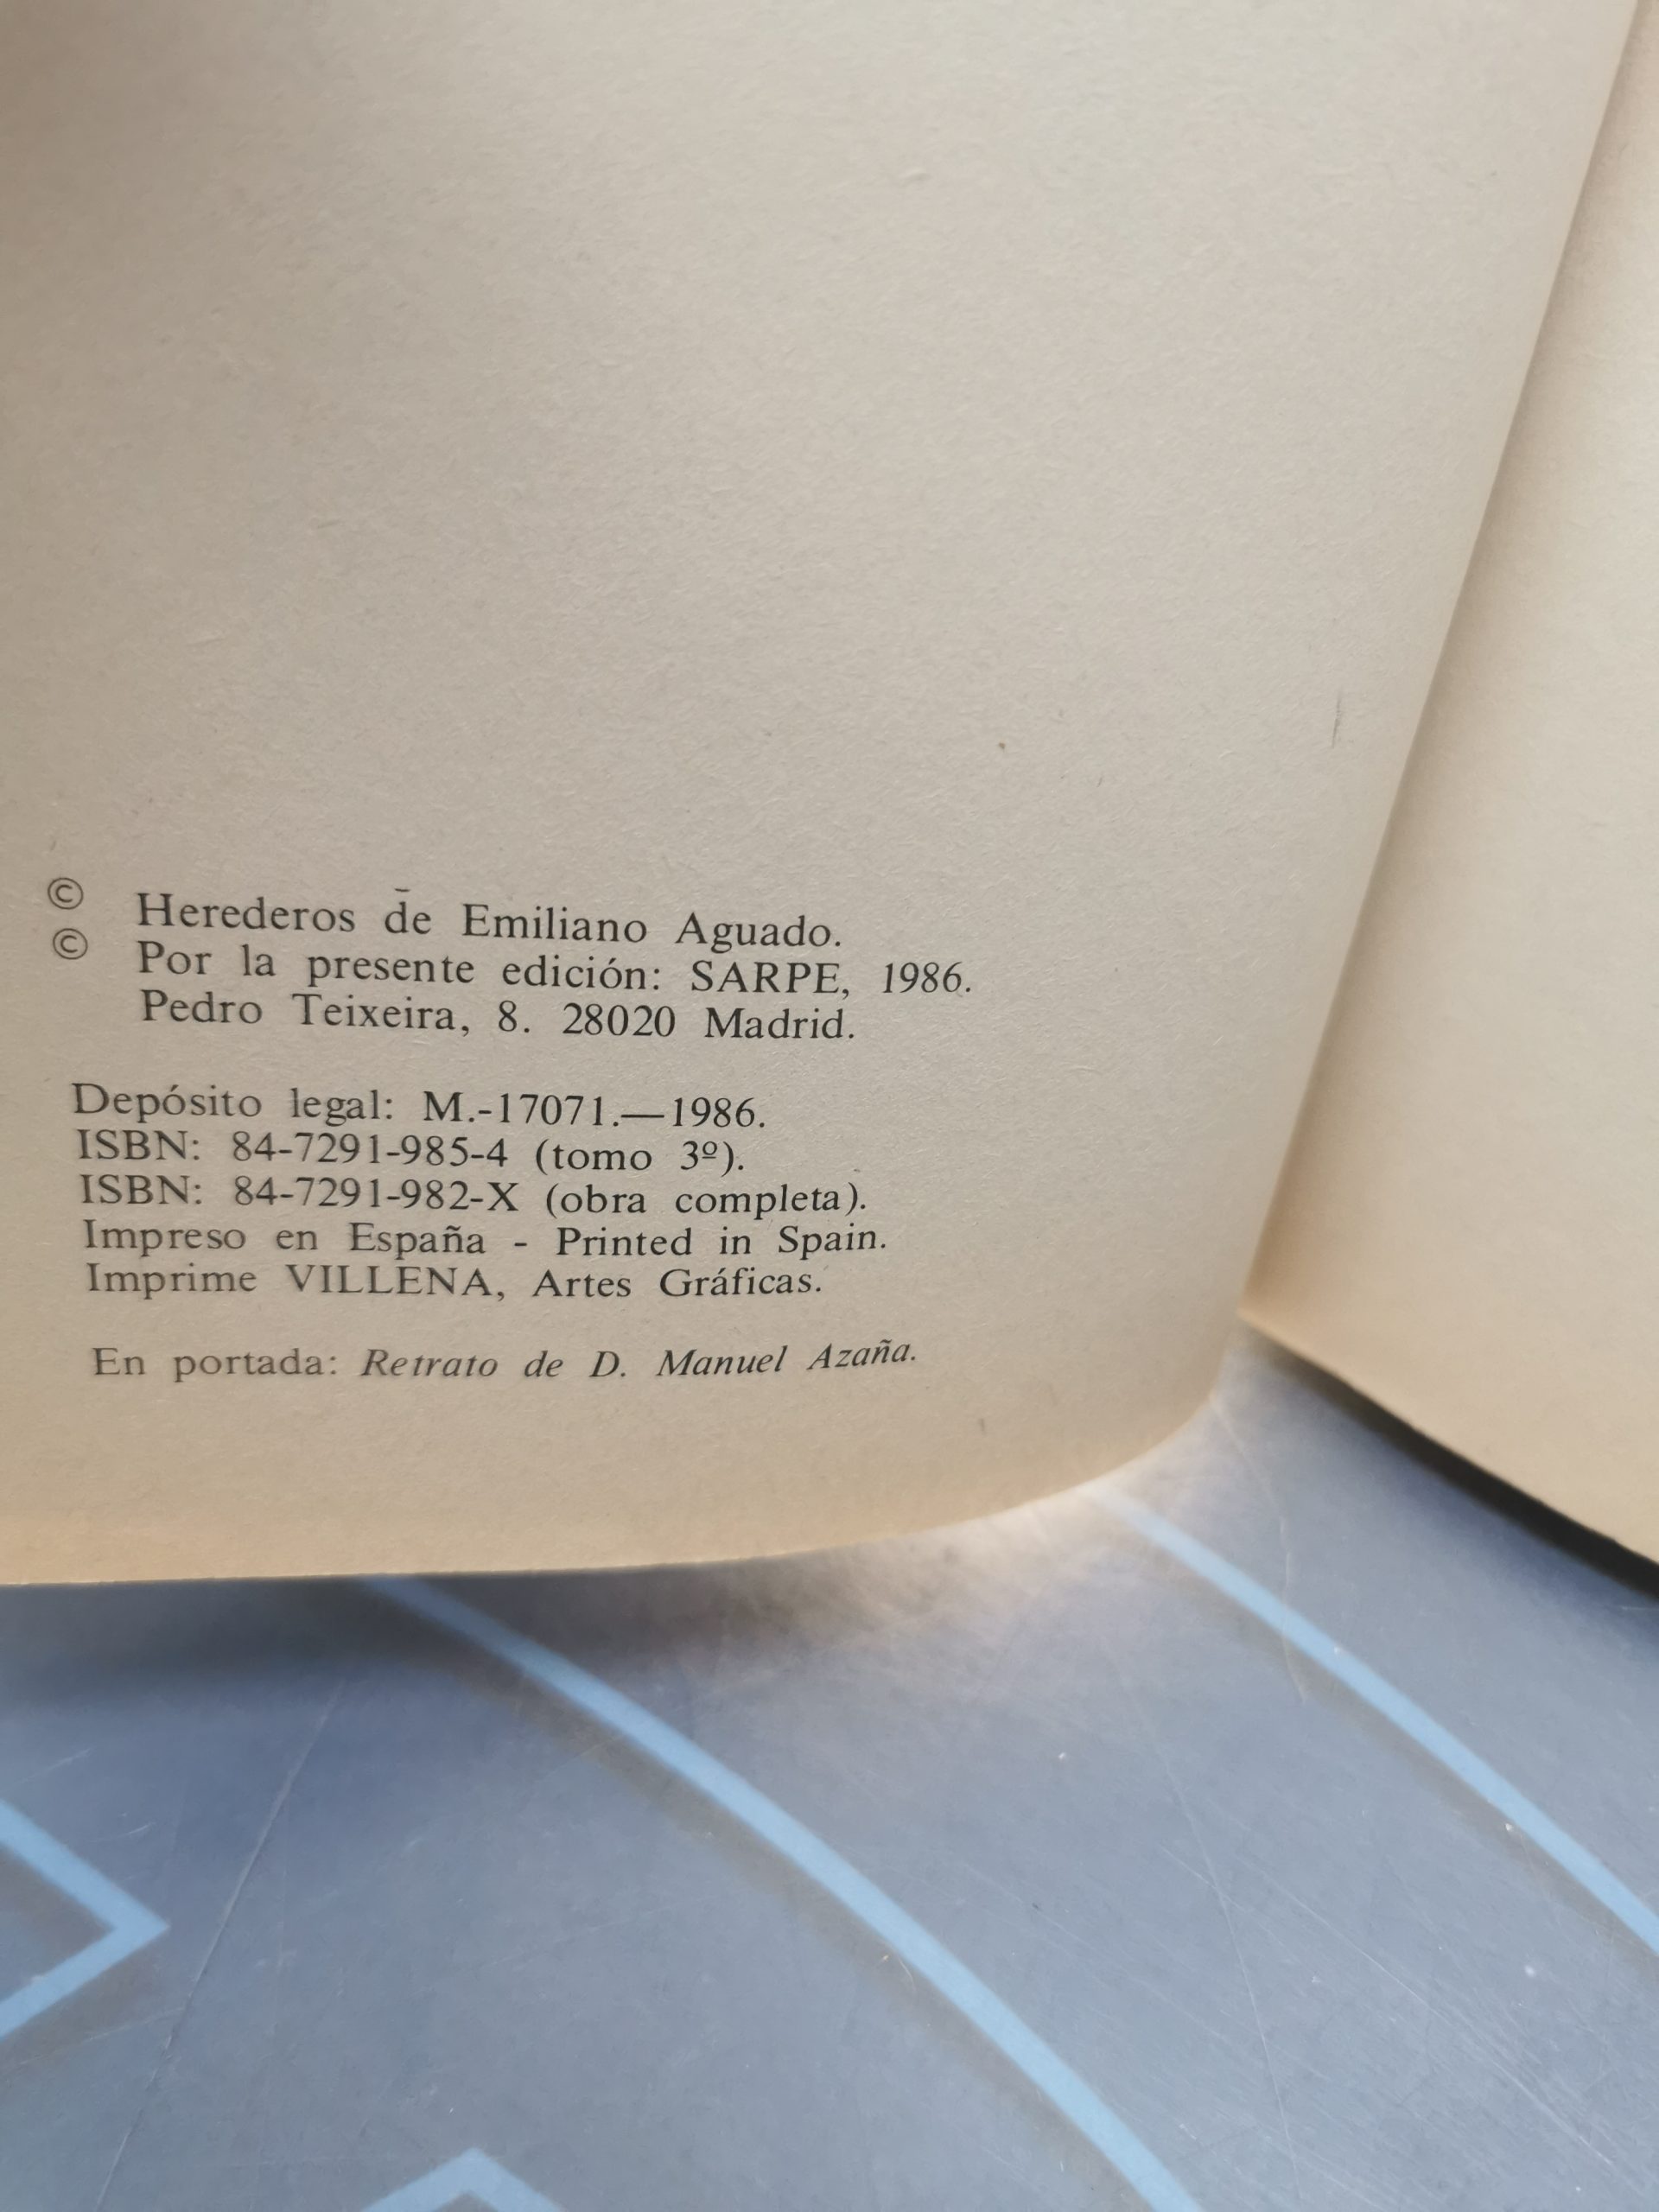 © Herederos de Emiliano Aguado.
© Por la presente edición: SARPE, 1986.
Pedro Teixeira, 8. 28020 Madrid.
Depósito legal: M.-17071.—1986.
ISBN: 84-7291-985-4 (tomo 3º).
ISBN: 84-7291-982-X (obra completa).
Impreso en España - Printed in Spain.
Imprime VILLENA, Artes Gráficas.
En portada: Retrato de D. Manuel Azaña.